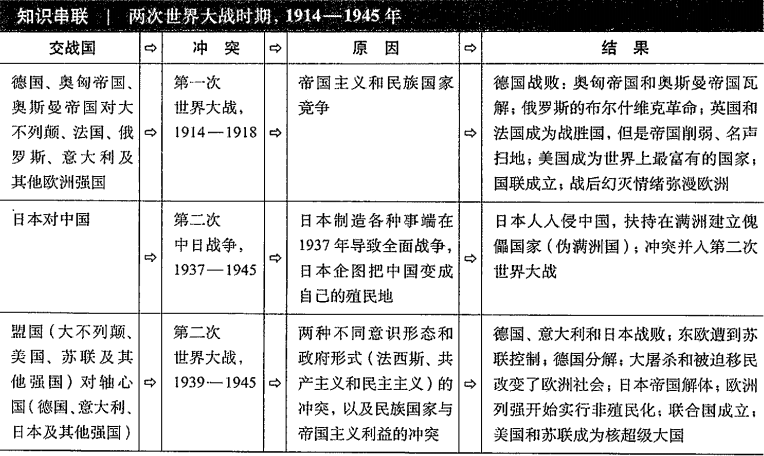 知识串联 | 两次世界大战时期，1914—1945年
交战国 ⇨ 冲 突 ⇨ 原 因 ⇨ 结 果
德国、奥匈帝国、
奥斯曼帝国对大
不列颠、法国、俄
罗斯、意大利及
其他欧洲强国
⇨
第一次
世界大战，
1914—1918
⇨
帝国主义和民族国家
竞争
⇨
德国战败；奥匈帝国和奥斯曼帝国瓦
解；俄罗斯的布尔什维克革命；英国和
法国成为战胜国，但是帝国削弱、名声
扫地；美国成为世界上最富有的国家；
国联成立；战后幻灭情绪弥漫欧洲
日本对中国
⇨
第二次
中日战争，
1937—1945
⇨
日本制造各种事端在
1937年导致全面战争，
日本企图把中国变成
自己的殖民地
⇨
日本人入侵中国，扶持在满洲建立傀
儡国家（伪满洲国）；冲突并入第二次
世界大战
盟国（大不列颠、
美国、苏联及其
他强国）对轴心
国（德国、意大利、
日本及其他强国）
⇨
第二次
世界大战，
1939—1945
⇨
两种不同意识形态和
政府形式（法西斯、共
产主义和民主主义）的
冲突，以及民族国家与
帝国主义利益的冲突
⇨
德国、意大利和日本战败；东欧遭到苏
联控制；德国分解；大屠杀和被迫移民
改变了欧洲社会；日本帝国解体；欧洲
列强开始实行非殖民化；联合国成立；
美国和苏联成为核超级大国